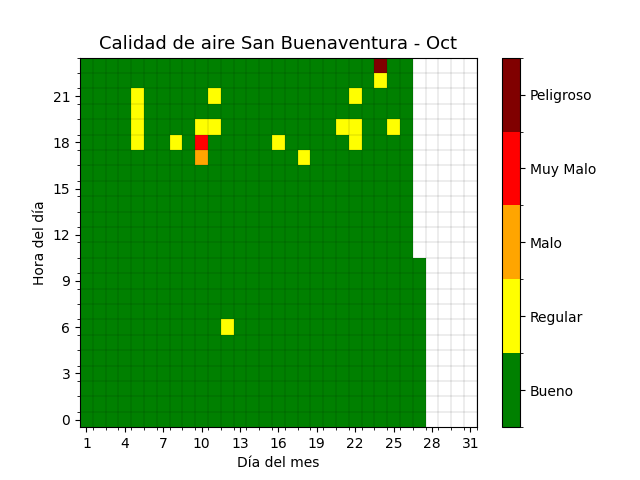 Calidad de aire San Buenaventura - Oct
Hora del día
21
18
15
12
9
6
3
0
1 4 7 10 13 16 19 22 25 28 31
Día del mes
Peligroso
Muy Malo
Malo
Regular
Bueno